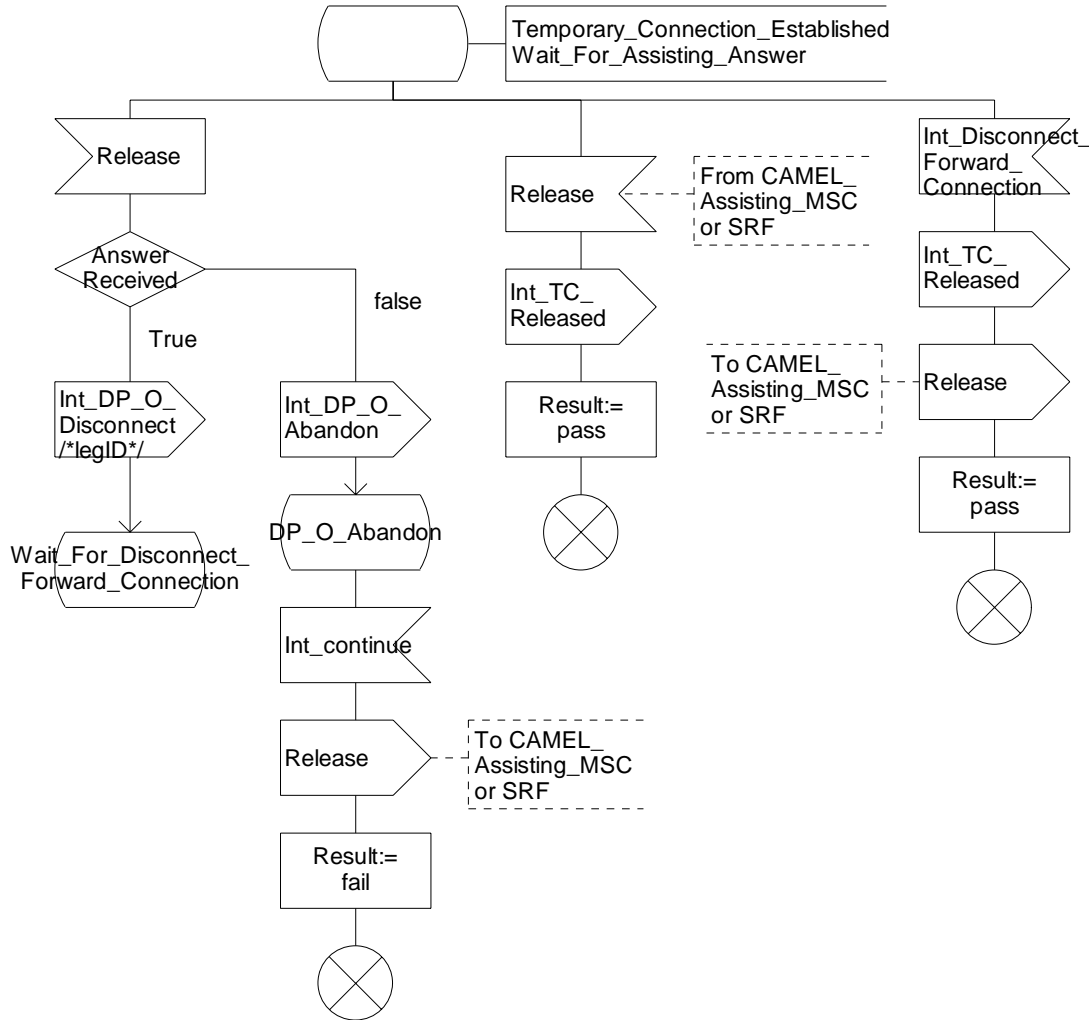 Temporary_Connection_Established
Wait_For_Assisting_Answer
Release
Answer
Received
True
false
Int_DP_O_
Disconnect
/*legID*/
Wait_For_Disconnect_
Forward_Connection
Int_DP_O_
Abandon
DP_O_Abandon
Int_continue
Release
To CAMEL_
Assisting_MSC
or SRF
Result:=
fail
Release
From CAMEL_
Assisting_MSC
or SRF
Int_TC_
Released
Result:=
pass
Int_Disconnect_
Forward_
Connection
Int_TC_
Released
To CAMEL_
Assisting_MSC
or SRF
Release
Result:=
pass